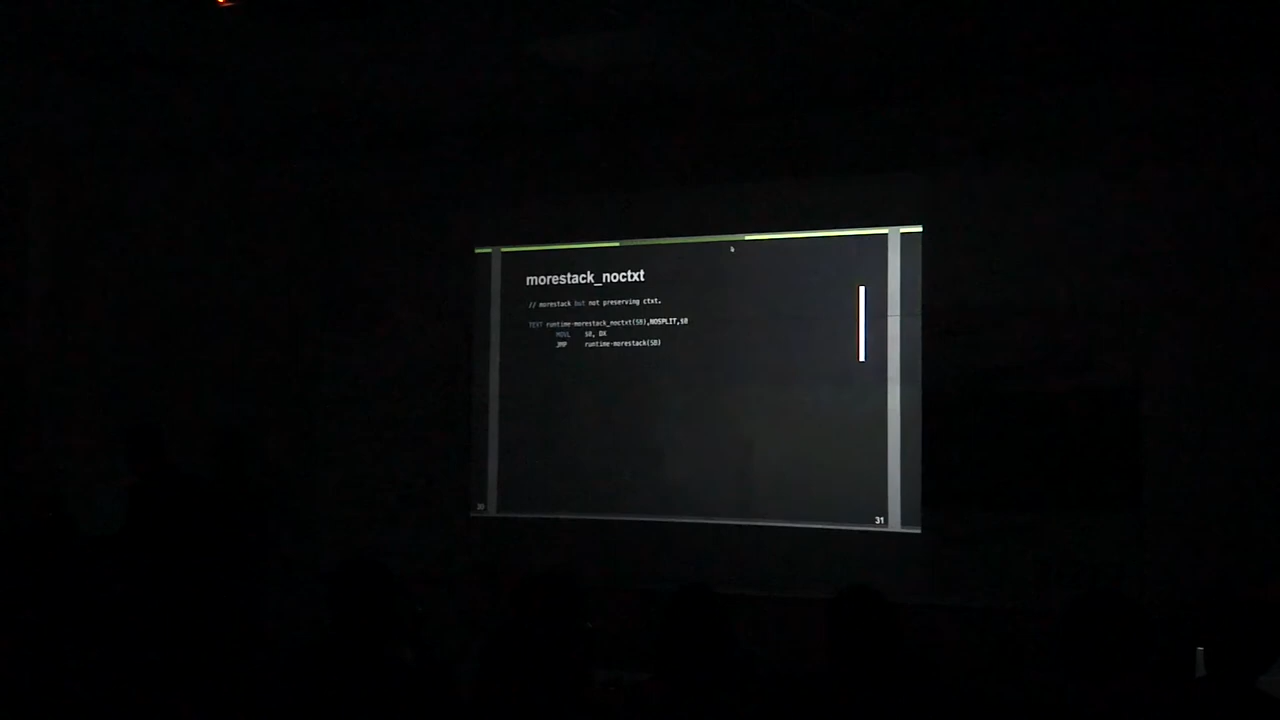 morestack_noctxt
// morestack but not preserving ctxt.
TEXT runtime·morestack_noctxt(SB),NOSPLIT,$0
MOVL $0, DX
JMP runtime·morestack(SB)
30
31